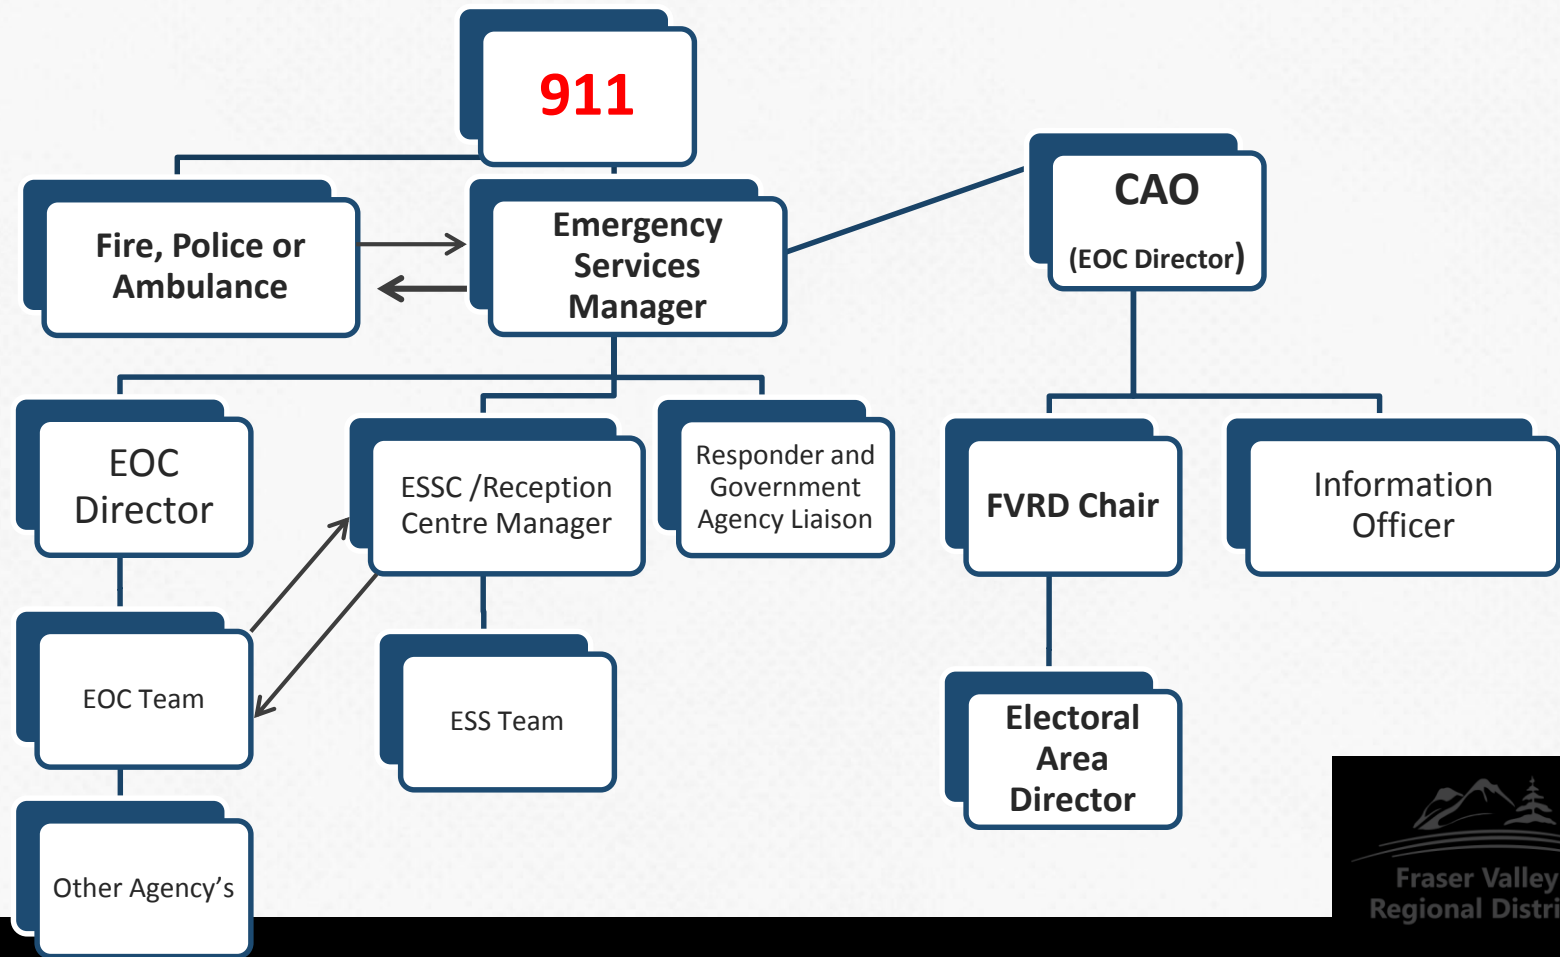 911
Fire, Police or
Ambulance
Emergency
Services
Manager
CAO
(EOC Director)
EOC
Director
ESSC /Reception
Centre Manager
Responder and
Government
Agency Liaison
FVRD Chair
Information
Officer
EOC Team
ESS Team
Electoral
Area
Director
Other Agency’s
Fraser Valley
Regional Distri